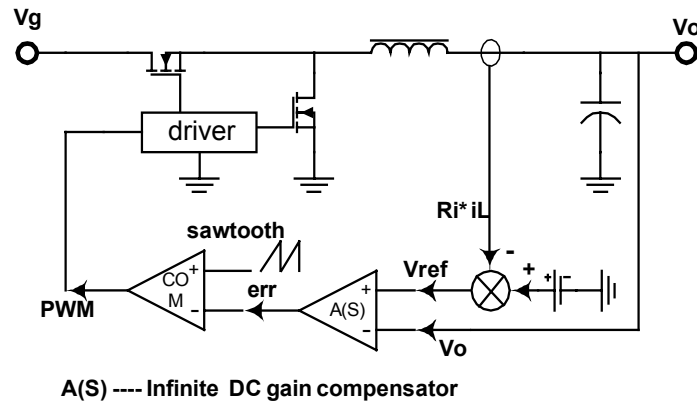 Vg
Vo
driver
Ri* iL
sawtooth
-
+
+ -
CO
M
+
-
PWM
err
Vref
A(S)
+
-
Vo
A(S) ---- Infinite DC gain compensator